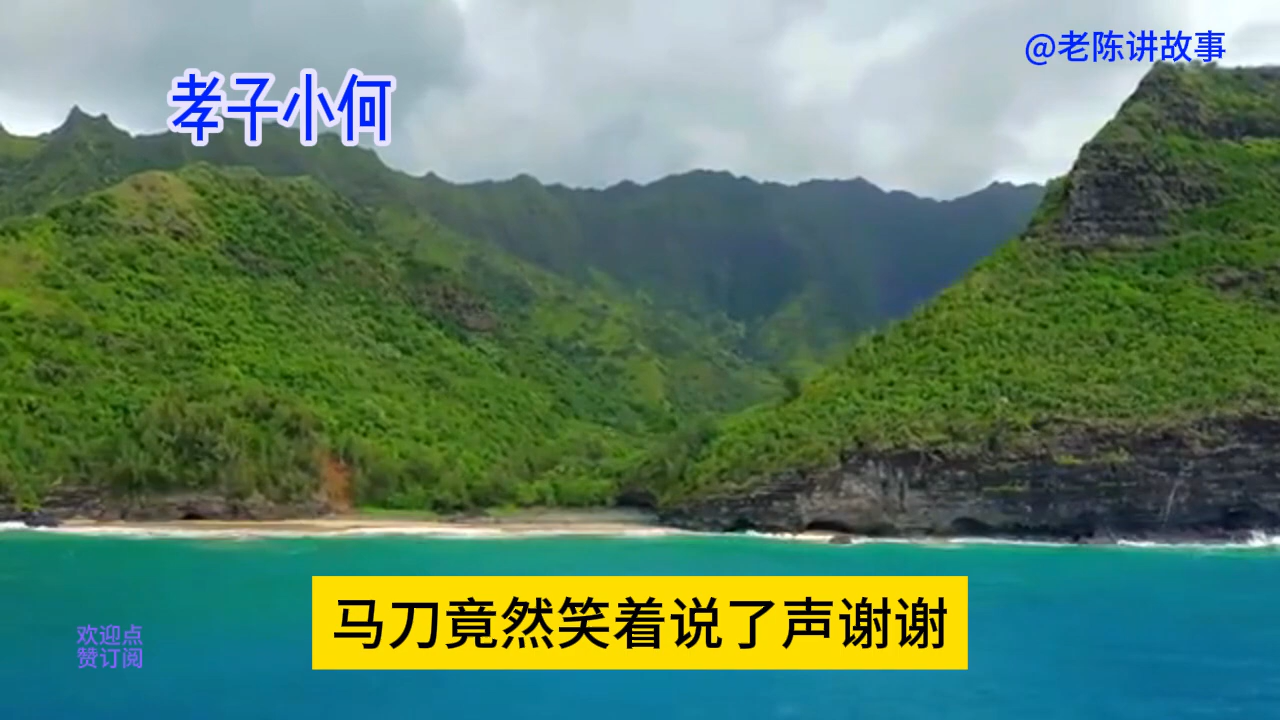 @老陈讲故事
孝子小何
马刀竟然笑着说了声谢谢
欢迎点
赞订阅